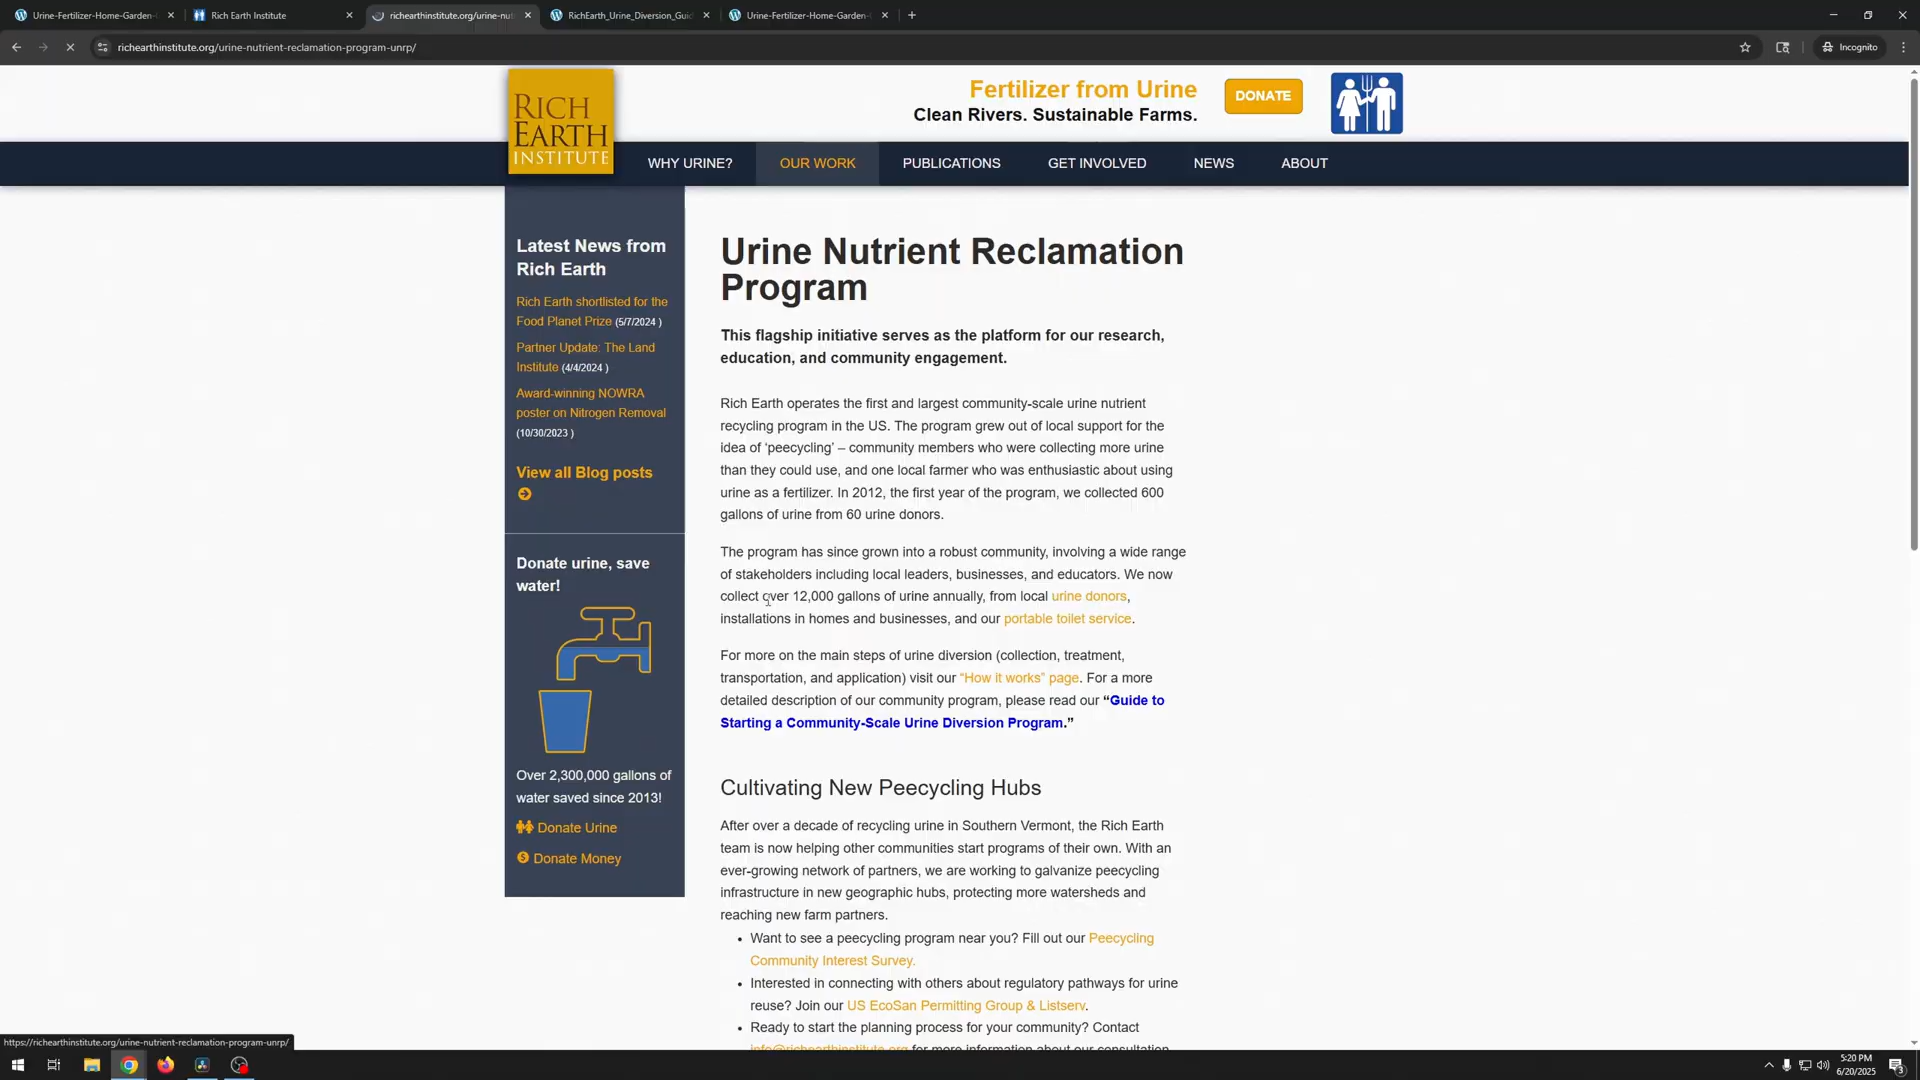 Urine-Fertilizer-Home-Garden-
Rich Earth Institute
richearthinstitute.org/urine-nut
RichEarth_Urine_Diversion_Gui
Urine-Fertilizer-Home-Garden-
richearthinstitute.org/urine-nutrient-reclamation-program-unrp/
Incognito
RICH
EARTH
INSTITUTE
Fertilizer from Urine
Clean Rivers. Sustainable Farms.
DONATE
WHY URINE?
OUR WORK
PUBLICATIONS
GET INVOLVED
NEWS
ABOUT
Latest News from
Rich Earth
Rich Earth shortlisted for the
Food Planet Prize (5/7/2024 )
Partner Update: The Land
Institute (4/4/2024 )
Award-winning NOWRA
poster on Nitrogen Removal
(10/30/2023 )
View all Blog posts
Donate urine, save
water!
Over 2,300,000 gallons of
water saved since 2013!
Donate Urine
Donate Money
Urine Nutrient Reclamation
Program
This flagship initiative serves as the platform for our research,
education, and community engagement.
Rich Earth operates the first and largest community-scale urine nutrient
recycling program in the US. The program grew out of local support for the
idea of ‘peecycling’ – community members who were collecting more urine
than they could use, and one local farmer who was enthusiastic about using
urine as a fertilizer. In 2012, the first year of the program, we collected 600
gallons of urine from 60 urine donors.
The program has since grown into a robust community, involving a wide range
of stakeholders including local leaders, businesses, and educators. We now
collect over 12,000 gallons of urine annually, from local urine donors,
installations in homes and businesses, and our portable toilet service.
For more on the main steps of urine diversion (collection, treatment,
transportation, and application) visit our “How it works” page. For a more
detailed description of our community program, please read our “Guide to
Starting a Community-Scale Urine Diversion Program.”
Cultivating New Peecycling Hubs
After over a decade of recycling urine in Southern Vermont, the Rich Earth
team is now helping other communities start programs of their own. With an
ever-growing network of partners, we are working to galvanize peecycling
infrastructure in new geographic hubs, protecting more watersheds and
reaching new farm partners.
• Want to see a peecycling program near you? Fill out our Peecycling
Community Interest Survey.
• Interested in connecting with others about regulatory pathways for urine
reuse? Join our US EcoSan Permitting Group & Listserv.
• Ready to start the planning process for your community? Contact
info@richearthinstitute.org for more information about our consultation
https://richearthinstitute.org/urine-nutrient-reclamation-program-unrp/
5:20 PM
6/20/2025
3